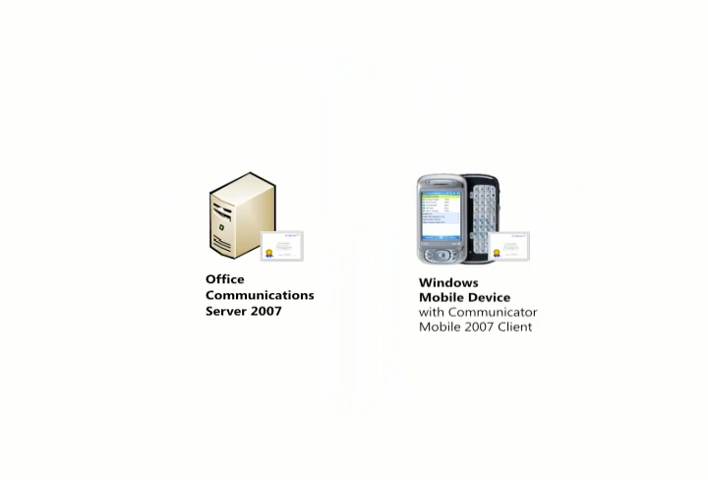 Office
Communications
Server 2007
Windows
Mobile Device
with Communicator
Mobile 2007 Client